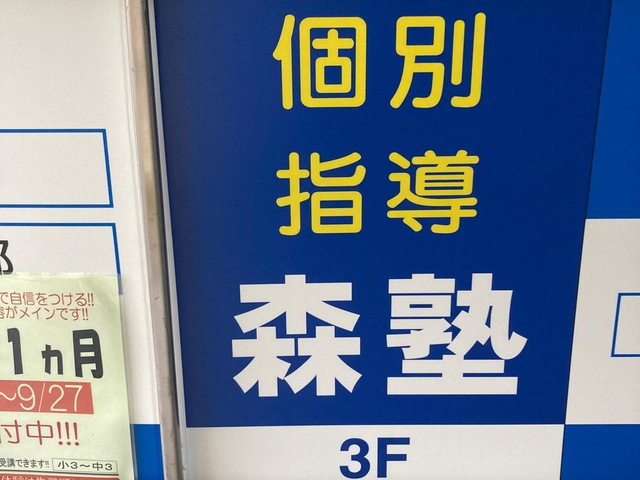 個別
指導
森塾
3F
で自信をつける!!
がメインです!!
1ヵ月
～9/27
付中!!!
受講できます!! 小3～中3